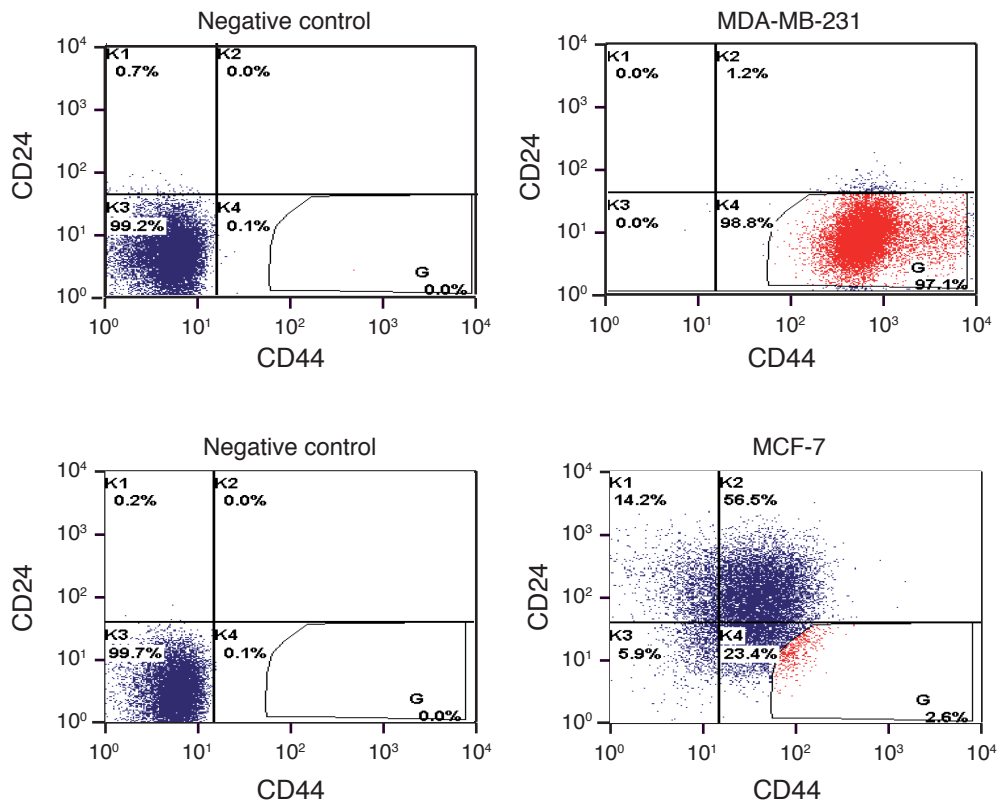 Negative control
10⁴
10³
10²
10¹
10⁰
CD24
K1
0.7%
K2
0.0%
K3
99.2%
K4
0.1%
G
0.0%
10⁰ 10¹ 10² 10³ 10⁴
CD44
MDA-MB-231
10⁴
10³
10²
10¹
10⁰
CD24
K1
0.0%
K2
1.2%
K3
0.0%
K4
98.8%
G
97.1%
10⁰ 10¹ 10² 10³ 10⁴
CD44
Negative control
10⁴
10³
10²
10¹
10⁰
CD24
K1
0.2%
K2
0.0%
K3
99.7%
K4
0.1%
G
0.0%
10⁰ 10¹ 10² 10³ 10⁴
CD44
MCF-7
10⁴
10³
10²
10¹
10⁰
CD24
K1
14.2%
K2
56.5%
K3
5.9%
K4
23.4%
G
2.6%
10⁰ 10¹ 10² 10³ 10⁴
CD44